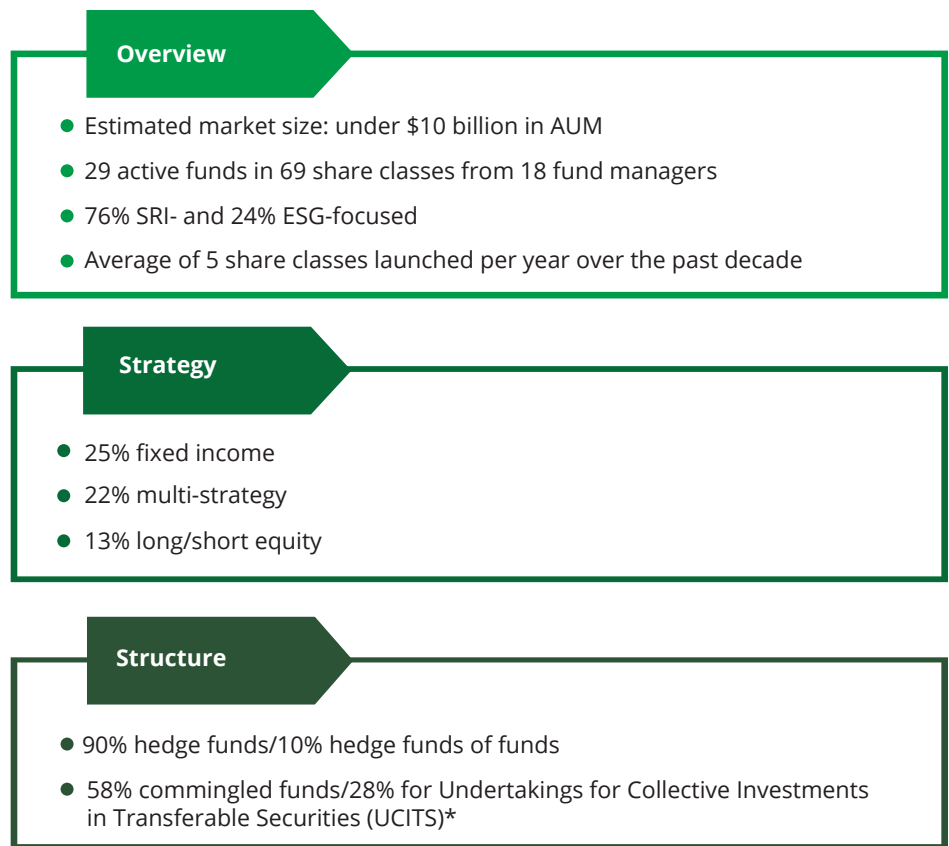 Overview
Estimated market size: under $10 billion in AUM
29 active funds in 69 share classes from 18 fund managers
76% SRI- and 24% ESG-focused
Average of 5 share classes launched per year over the past decade
Strategy
25% fixed income
22% multi-strategy
13% long/short equity
Structure
90% hedge funds/10% hedge funds of funds
58% commingled funds/28% for Undertakings for Collective Investments
in Transferable Securities (UCITS)*